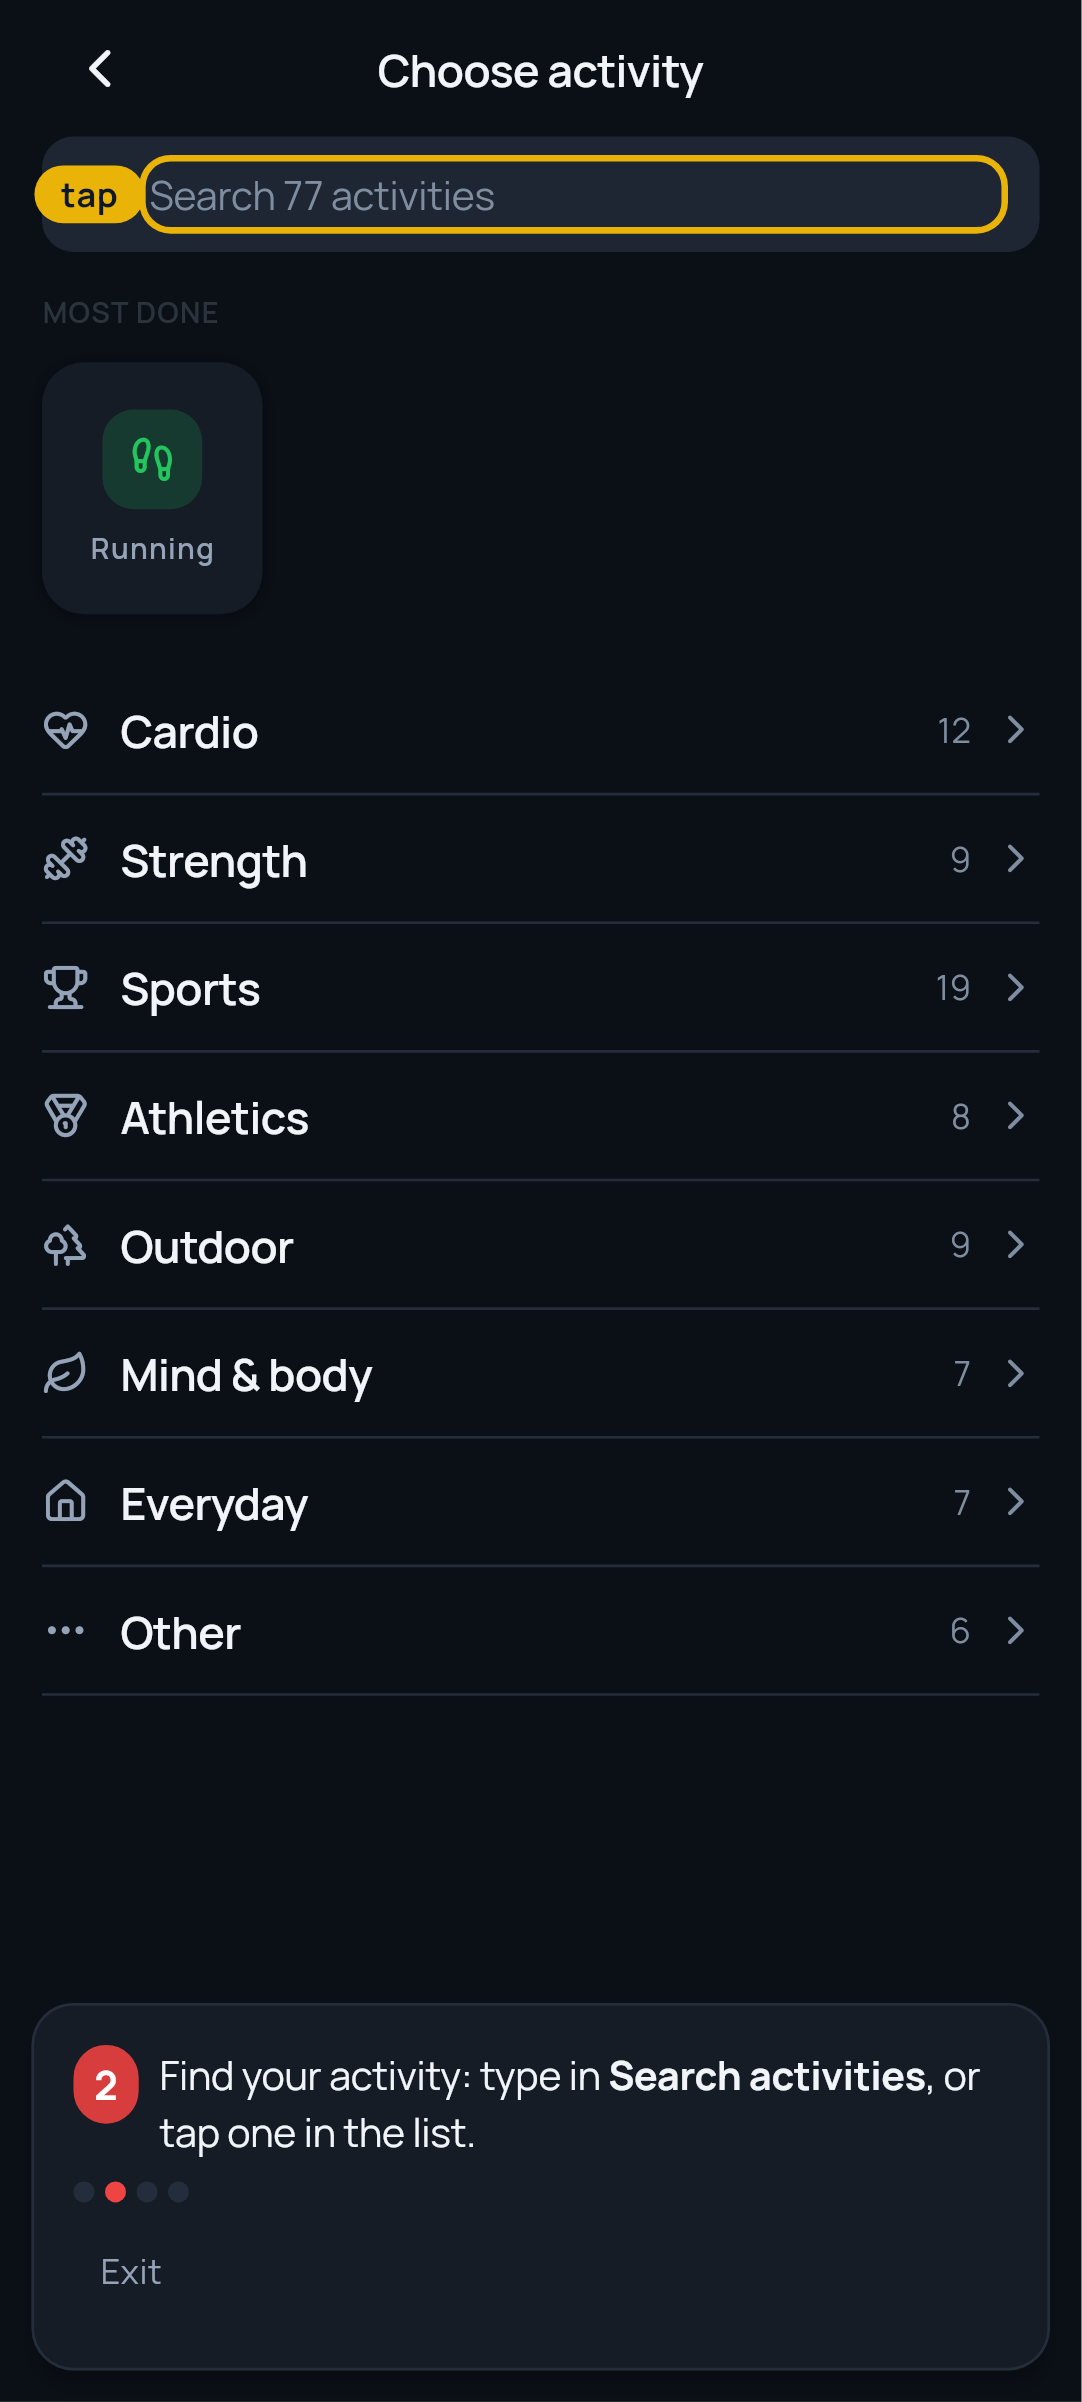 Choose activity
tap
Search 77 activities
MOST DONE
Running
Cardio 12
Strength 9
Sports 19
Athletics 8
Outdoor 9
Mind & body 7
Everyday 7
Other 6
2 Find your activity: type in Search activities, or
tap one in the list.
Exit